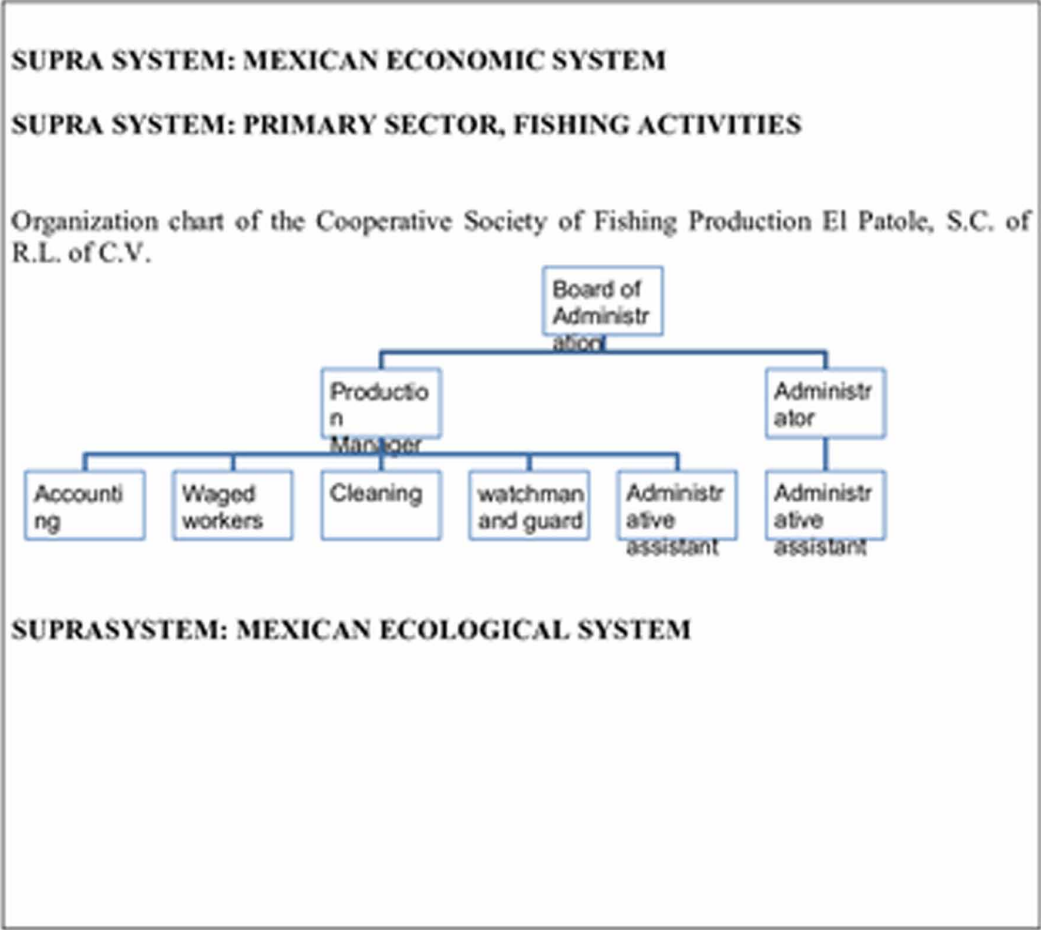 SUPRA SYSTEM: MEXICAN ECONOMIC SYSTEM
SUPRA SYSTEM: PRIMARY SECTOR, FISHING ACTIVITIES
Organization chart of the Cooperative Society of Fishing Production El Patole, S.C. of
R.L. of C.V.
Board of
Administr
ation
Productio
n
Manager
Administr
ator
Accounti
ng
Waged
workers
Cleaning
watchman
and guard
Administr
ative
assistant
Administr
ative
assistant
SUPRASYSTEM: MEXICAN ECOLOGICAL SYSTEM